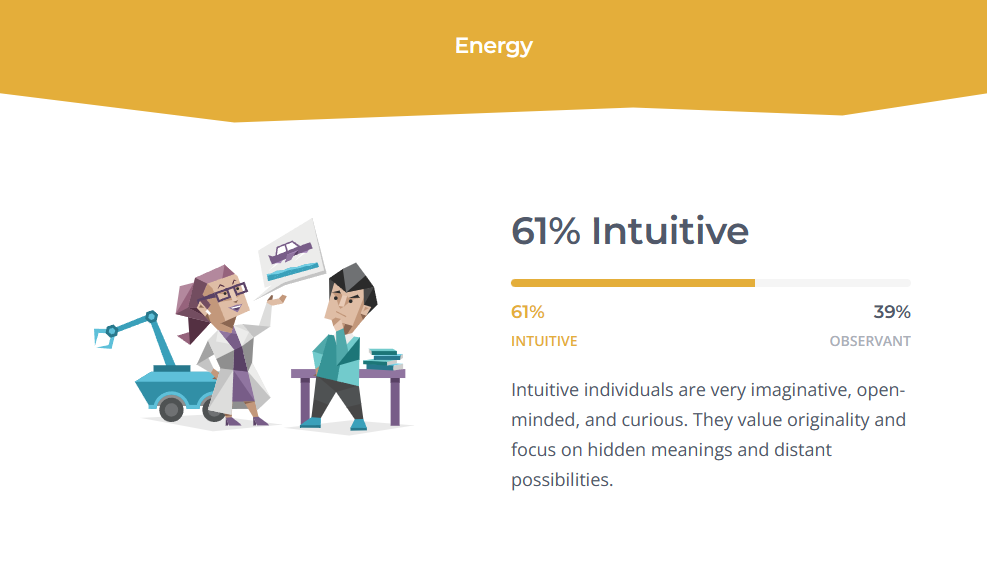 Energy
61% Intuitive
61%
39%
INTUITIVE
OBSERVANT
Intuitive individuals are very imaginative, open-
minded, and curious. They value originality and
focus on hidden meanings and distant
possibilities.